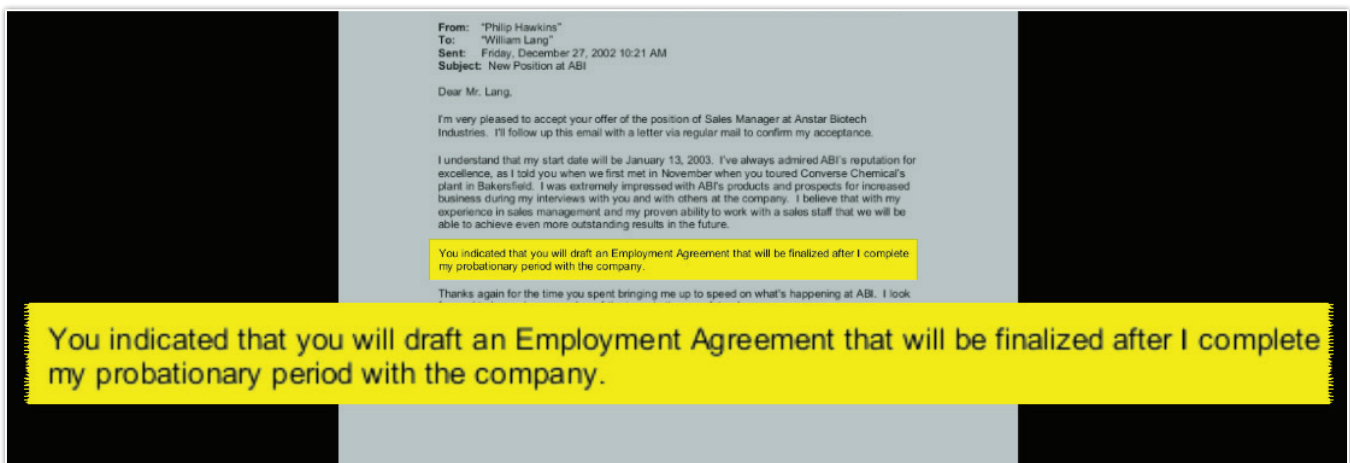 From: "Philip Hawkins"
To: "William Lang"
Sent: Friday, December 27, 2002 10:21 AM
Subject: New Position at ABI
Dear Mr. Lang,
I'm very pleased to accept your offer of the position of Sales Manager at Anstar Biotech
Industries. I'll follow up this email with a letter via regular mail to confirm my acceptance.
I understand that my start date will be January 13, 2003. I've always admired ABI's reputation for
excellence, as I told you when we first met in November when you toured Converse Chemical's
plant in Bakersfield. I was extremely impressed with ABI's products and prospects for increased
business during my interviews with you and with others at the company. I believe that with my
experience in sales management and my proven ability to work with a sales staff that we will be
able to achieve even more outstanding results in the future.
You indicated that you will draft an Employment Agreement that will be finalized after I complete
my probationary period with the company.
Thanks again for the time you spent bringing me up to speed on what's happening at ABI. I look
You indicated that you will draft an Employment Agreement that will be finalized after I complete
my probationary period with the company.